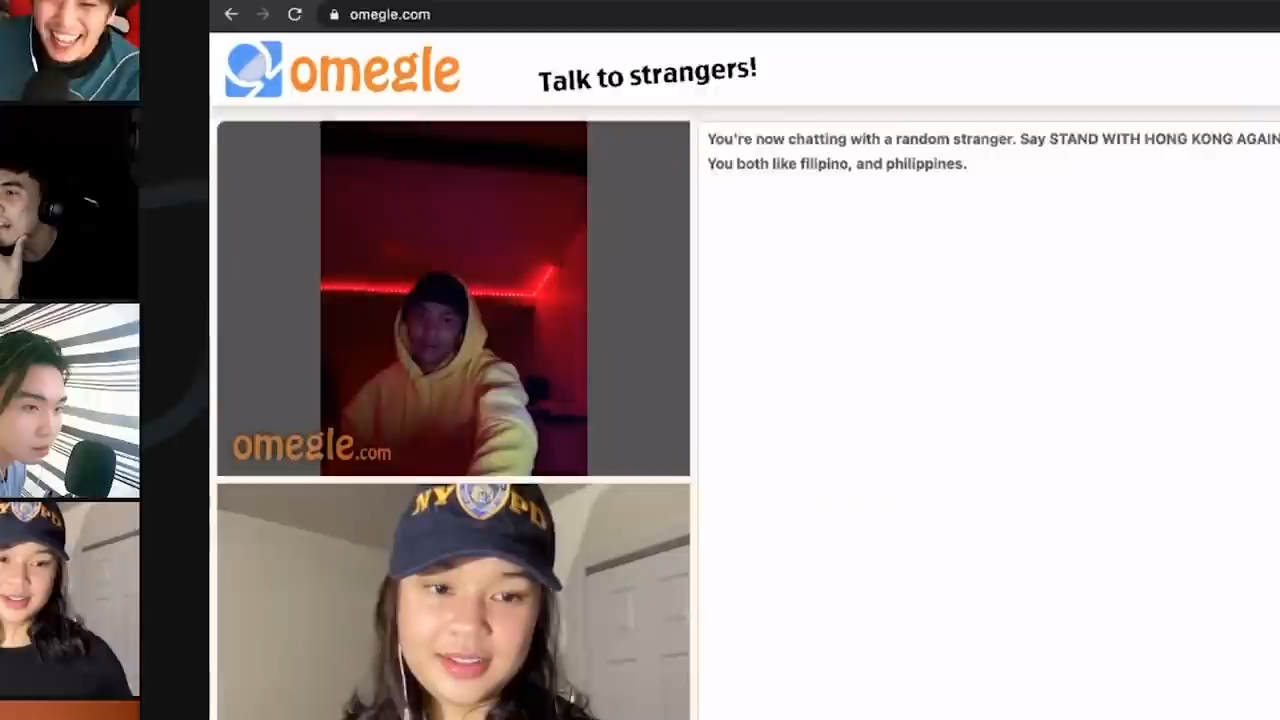 omegle.com
omegle
Talk to strangers!
You're now chatting with a random stranger. Say STAND WITH HONG KONG AGAIN
You both like filipino, and philippines.
omegle.com
NYPD
NYPD